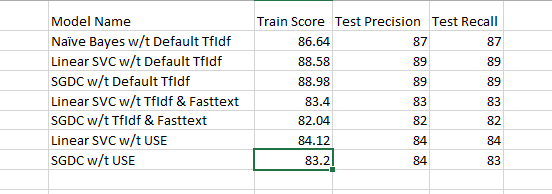 Model Name Train Score Test Precision Test Recall
Naïve Bayes w/t Default TfIdf 86.64 87 87
Linear SVC w/t Default TfIdf 88.58 89 89
SGDC w/t Default TfIdf 88.98 89 89
Linear SVC w/t TfIdf & Fasttext 83.4 83 83
SGDC w/t TfIdf & Fasttext 82.04 82 82
Linear SVC w/t USE 84.12 84 84
SGDC w/t USE 83.2 84 83